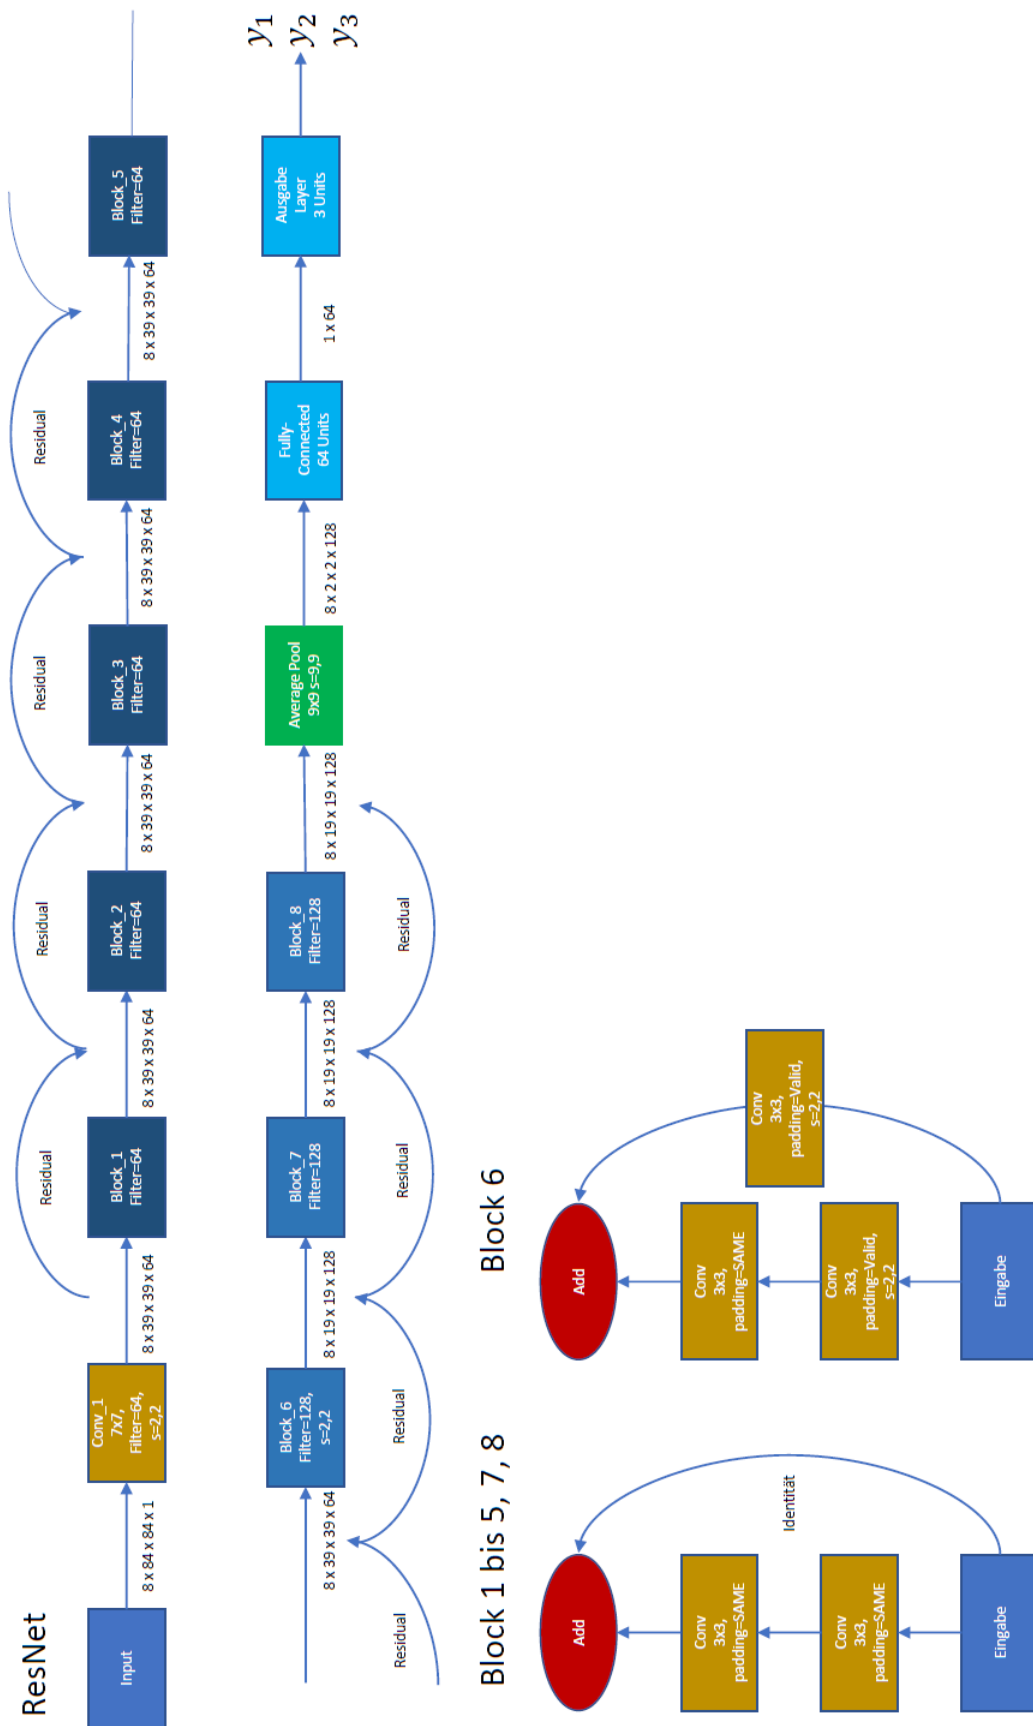 ResNet
Input
8 x 84 x 84 x 1
Conv_1
7x7,
Filter=64,
s=2,2
8 x 39 x 39 x 64
Residual
Block_1
Filter=64
8 x 39 x 39 x 64
Residual
Block_2
Filter=64
8 x 39 x 39 x 64
Residual
Block_3
Filter=64
8 x 39 x 39 x 64
Residual
Block_4
Filter=64
8 x 39 x 39 x 64
Block_5
Filter=64
Residual
8 x 39 x 39 x 64
Block_6
Filter=128,
s=2,2
Residual
8 x 19 x 19 x 128
Block_7
Filter=128
Residual
8 x 19 x 19 x 128
Block_8
Filter=128
Residual
8 x 19 x 19 x 128
Average Pool
9x9 s=9,9
8 x 2 x 2 x 128
Fully-
Connected
64 Units
1 x 64
Ausgabe
Layer
3 Units
y1
y2
y3
Block 1 bis 5, 7, 8
Add
Conv
3x3,
padding=SAME
Conv
3x3,
padding=SAME
Eingabe
Identität
Block 6
Add
Conv
3x3,
padding=SAME
Conv
3x3,
padding=Valid,
s=2,2
Eingabe
Conv
3x3,
padding=Valid,
s=2,2